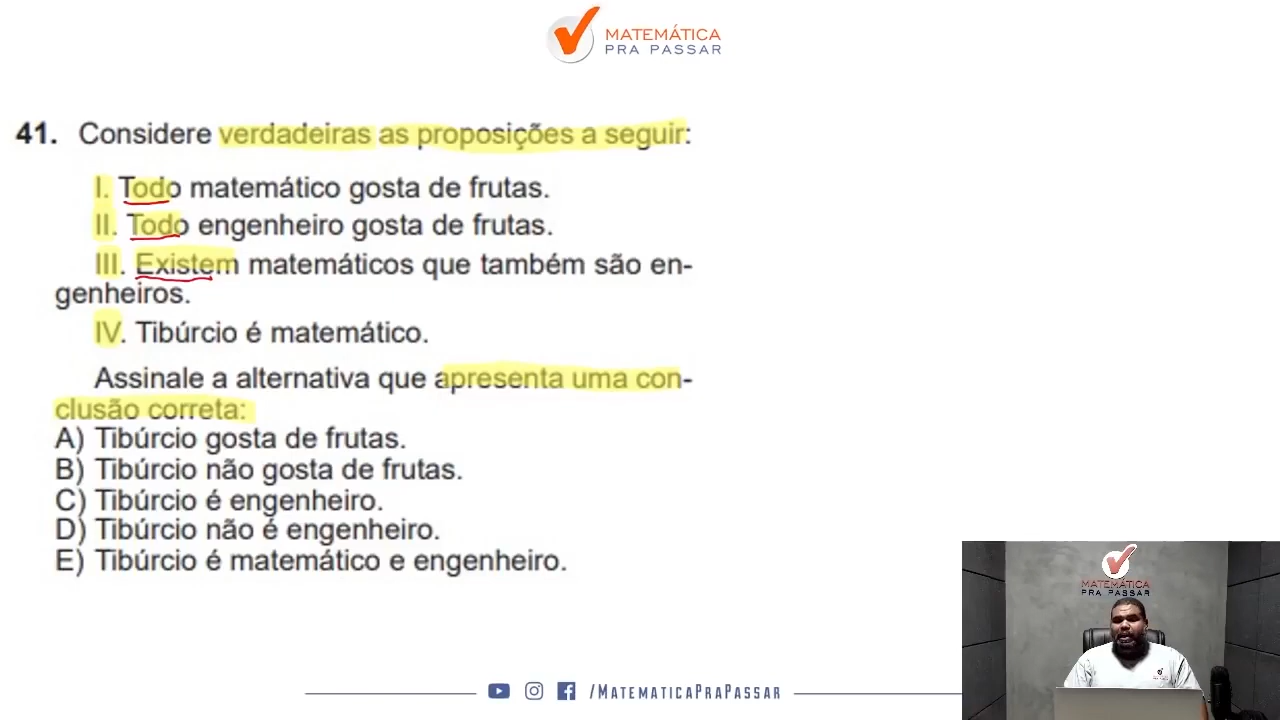 MATEMÁTICA
PRA PASSAR
41. Considere verdadeiras as proposições a seguir:
I. Todo matemático gosta de frutas.
II. Todo engenheiro gosta de frutas.
III. Existem matemáticos que também são en-
genheiros.
IV. Tibúrcio é matemático.
Assinale a alternativa que apresenta uma con-
clusão correta:
A) Tibúrcio gosta de frutas.
B) Tibúrcio não gosta de frutas.
C) Tibúrcio é engenheiro.
D) Tibúrcio não é engenheiro.
E) Tibúrcio é matemático e engenheiro.
MATEMÁTICA
PRA PASSAR
/MATEMATICAPRAPASSAR